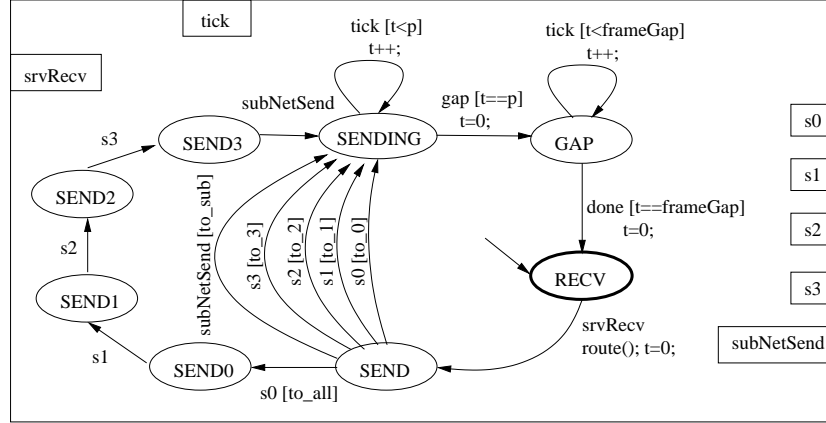 tick
srvRecv
tick [t<p]
t++;
tick [t<frameGap]
t++;
subNetSend
gap [t==p]
t=0;
s3
SEND3
SENDING
GAP
s0
s1
s2
s3
subNetSend
SEND2
s2
SEND1
s1
SEND0
s0 [to_all]
SEND
subNetSend [to_sub]
s3 [to_3]
s2 [to_2]
s1 [to_1]
s0 [to_0]
done [t==frameGap]
t=0;
RECV
srvRecv
route(); t=0;